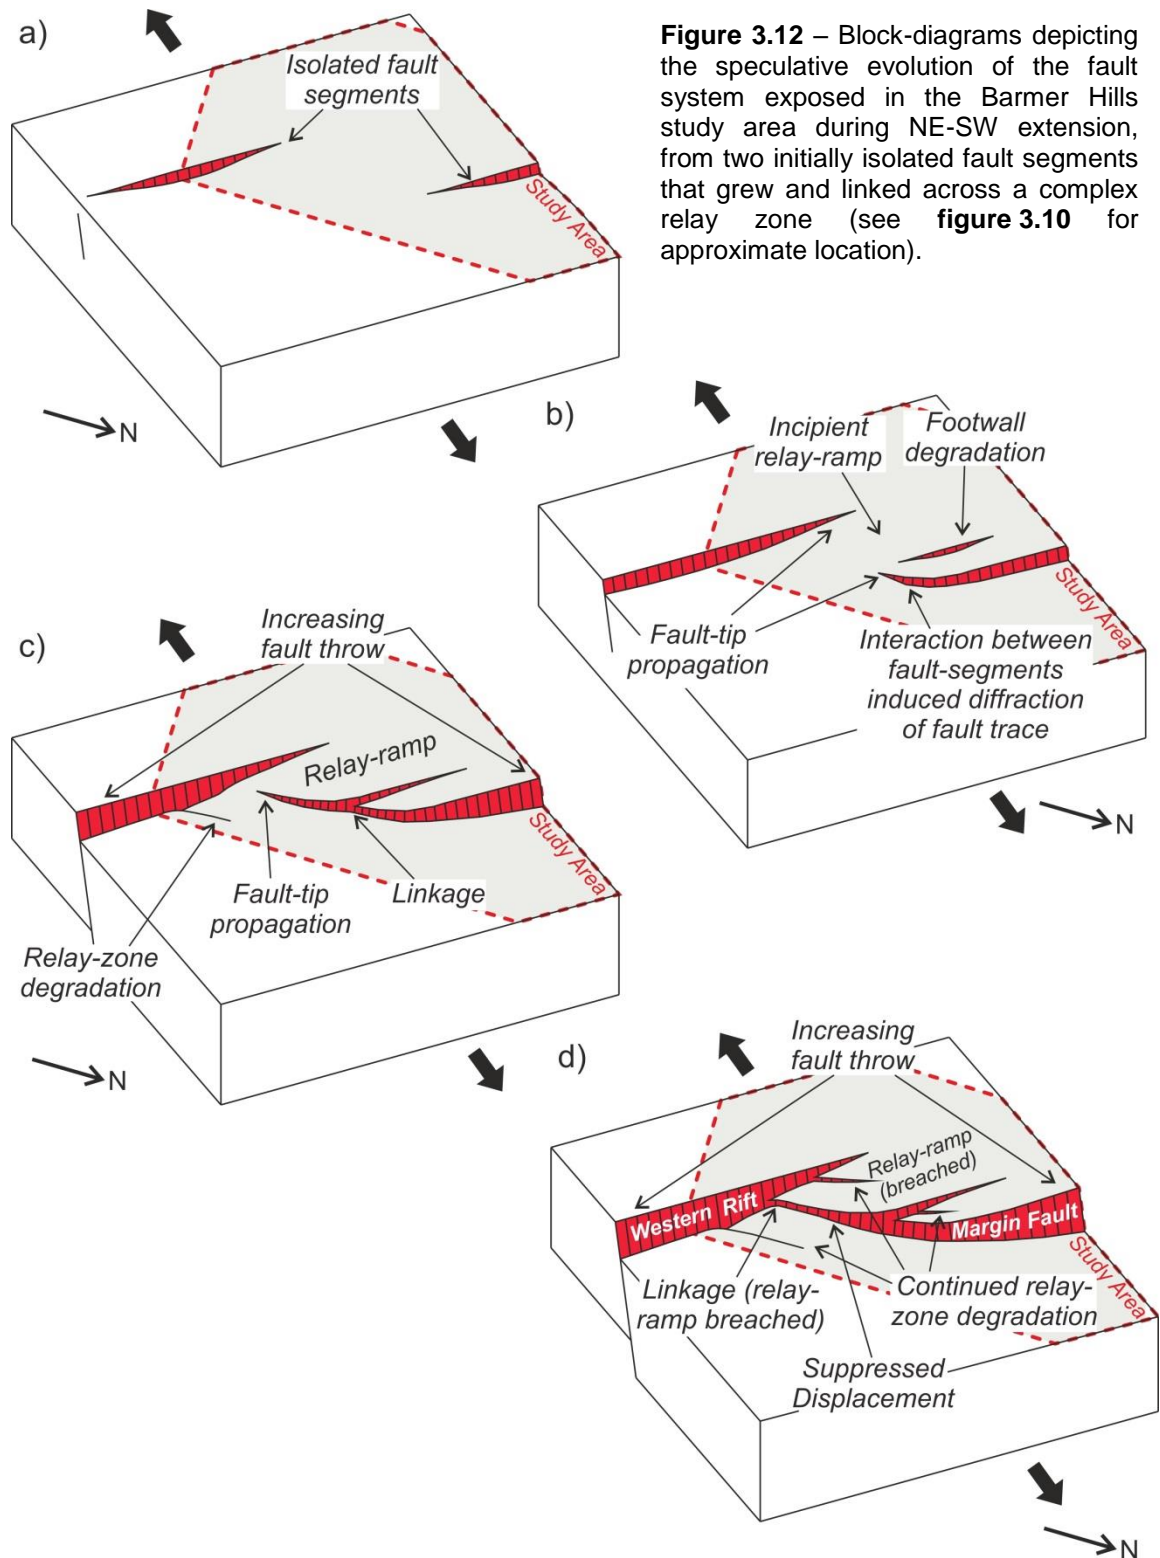 a)
Isolated fault
segments
Study Area
N
Figure 3.12 – Block-diagrams depicting
the speculative evolution of the fault
system exposed in the Barmer Hills
study area during NE-SW extension,
from two initially isolated fault segments
that grew and linked across a complex
relay zone (see figure 3.10 for
approximate location).
b)
Incipient
relay-ramp
Footwall
degradation
Fault-tip
propagation
Interaction between
fault-segments
induced diffraction
of fault trace
Study Area
N
c)
Increasing
fault throw
Relay-ramp
Study Area
Fault-tip
propagation
Linkage
Relay-zone
degradation
N
d)
Increasing
fault throw
Relay-ramp
(breached)
Western Rift
Margin Fault
Study Area
Linkage (relay-
ramp breached)
Continued relay-
zone degradation
Suppressed
Displacement
N